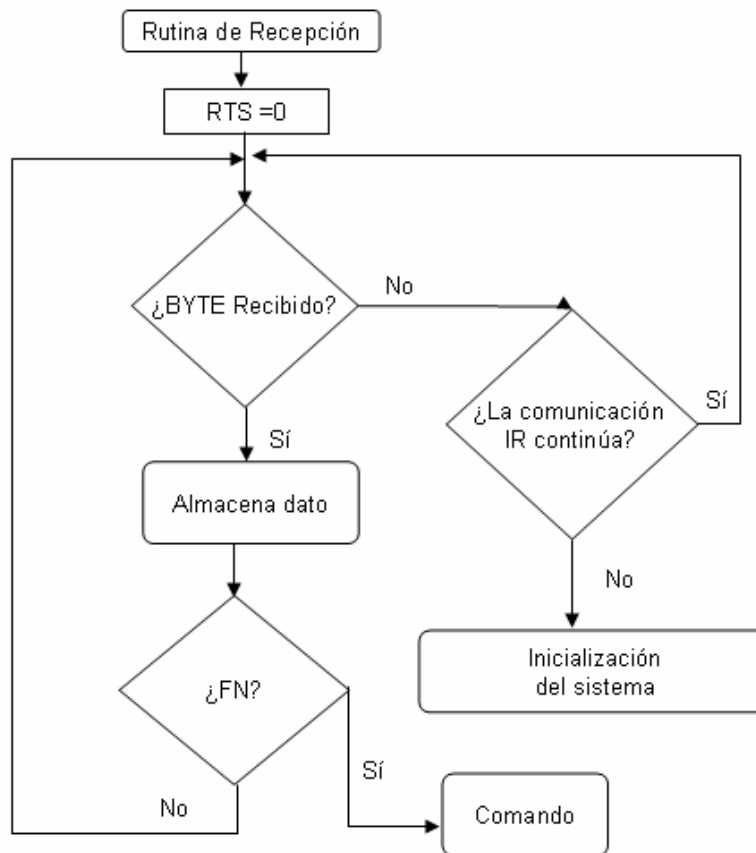 Rutina de Recepción
RTS =0
¿BYTE Recibido?
No
¿La comunicación
IR continúa?
Sí
Sí
Almacena dato
No
Inicialización
del sistema
¿FN?
Sí
No
Comando